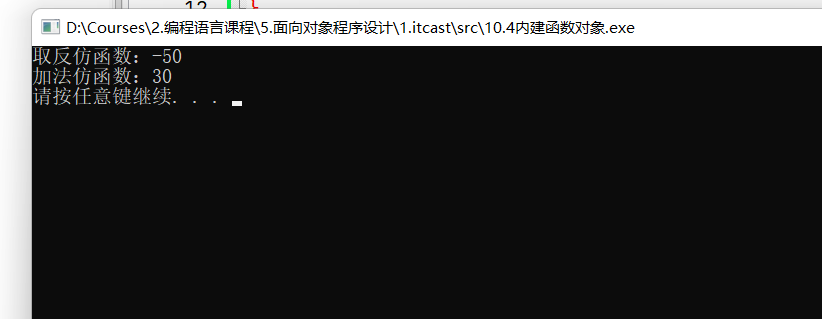 12
D:\Courses\2.编程语言课程\5.面向对象程序设计\1.itcast\src\10.4内建函数对象.exe
取反仿函数：-50
加法仿函数：30
请按任意键继续. . .